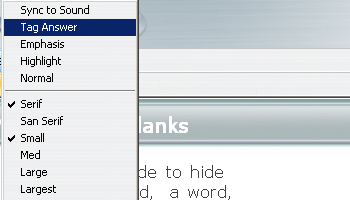 Sync to Sound
Tag Answer
Emphasis
Highlight
Normal
Serif
San Serif
Small
Med
Large
Largest
lanks
de to hide
d, a word,